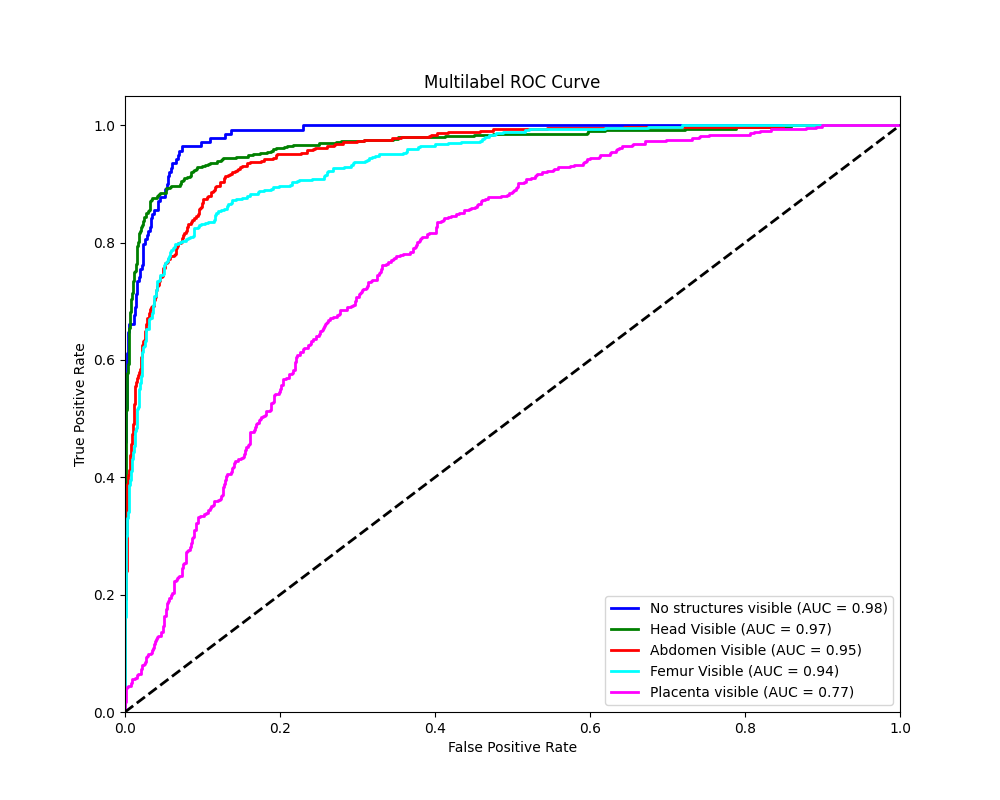 Multilabel ROC Curve
1.0
0.8
0.6
0.4
0.2
0.0
True Positive Rate
No structures visible (AUC = 0.98)
Head Visible (AUC = 0.97)
Abdomen Visible (AUC = 0.95)
Femur Visible (AUC = 0.94)
Placenta visible (AUC = 0.77)
0.0 0.2 0.4 0.6 0.8 1.0
False Positive Rate